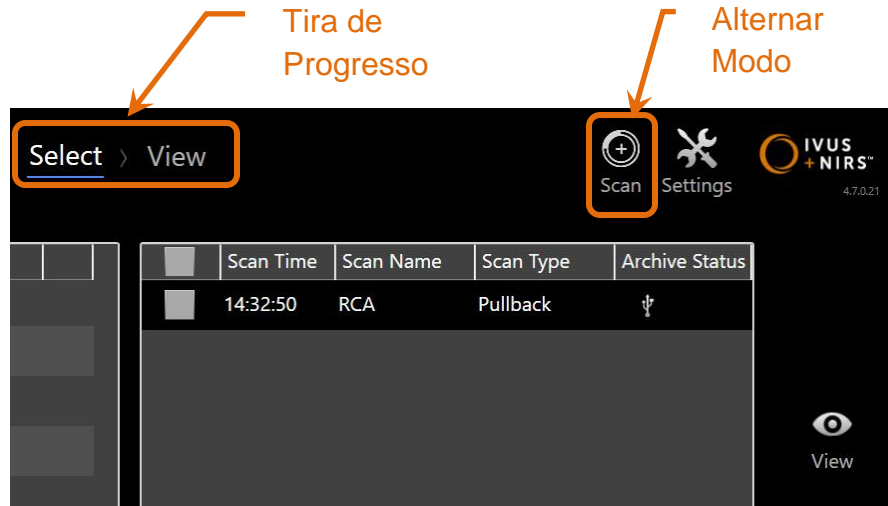 Tira de
Progresso
Alternar
Modo
Select > View
Scan
Settings
IVUS
+NIRS™
4.7.0.21
Scan Time Scan Name Scan Type Archive Status
14:32:50 RCA Pullback
View